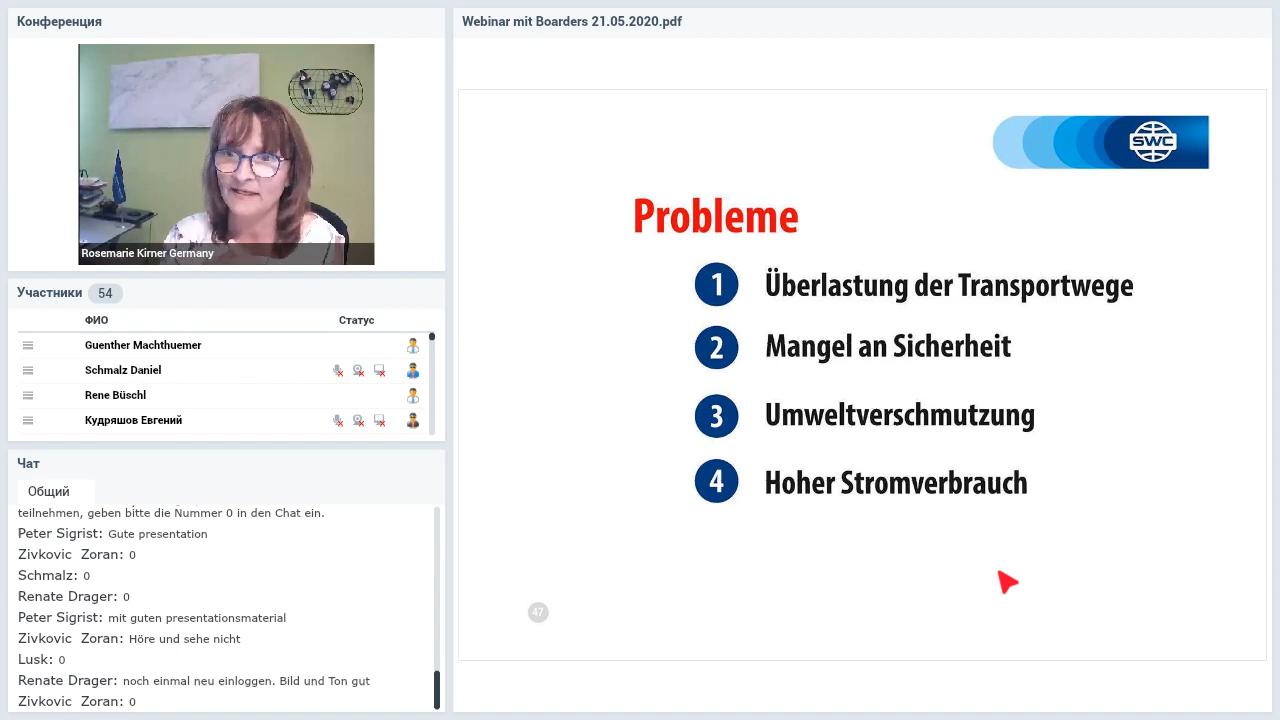 Конференция
Rosemarie Kirner Germany
Участники 54
ФИО Статус
Guenther Machthuemer
Schmalz Daniel
Rene Büschl
Кудряшов Евгений
Чат
Общий
teilnehmen, geben bitte die Nummer 0 in den Chat ein.
Peter Sigrist: Gute presentation
Zivkovic Zoran: 0
Schmalz: 0
Renate Drager: 0
Peter Sigrist: mit guten presentationsmaterial
Zivkovic Zoran: Höre und sehe nicht
Lusk: 0
Renate Drager: noch einmal neu einloggen. Bild und Ton gut
Zivkovic Zoran: 0
Webinar mit Boarders 21.05.2020.pdf
SWC
Probleme
1 Überlastung der Transportwege
2 Mangel an Sicherheit
3 Umweltverschmutzung
4 Hoher Stromverbrauch
47